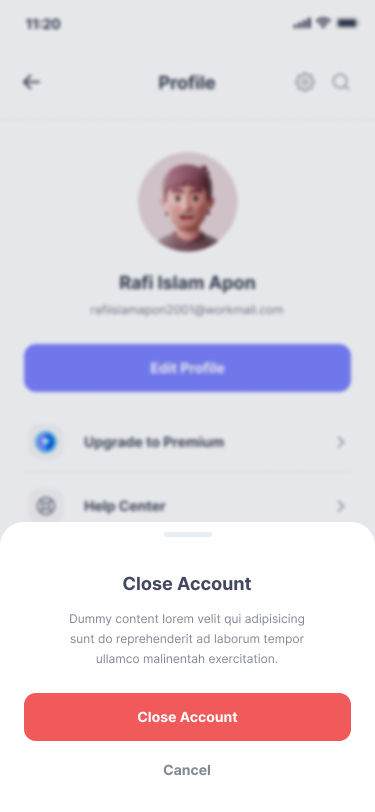 11:20
Profile
Rafi Islam Apon
rafiislamapon2001@workmail.com
Edit Profile
Upgrade to Premium
Help Center
Close Account
Dummy content lorem velit qui adipisicing
sunt do reprehenderit ad laborum tempor
ullamco malinentah exercitation.
Close Account
Cancel